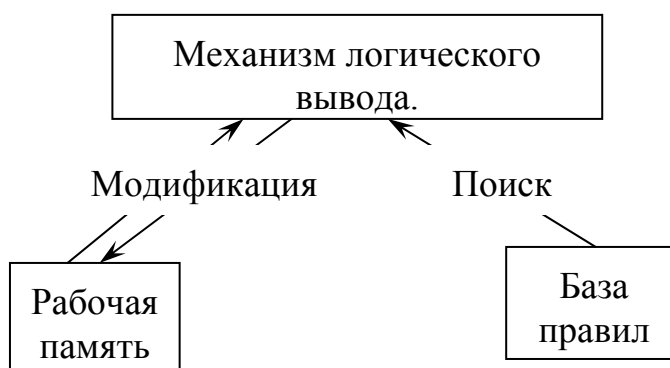 Механизм логического
вывода.
Модификация
Поиск
Рабочая
память
База
правил